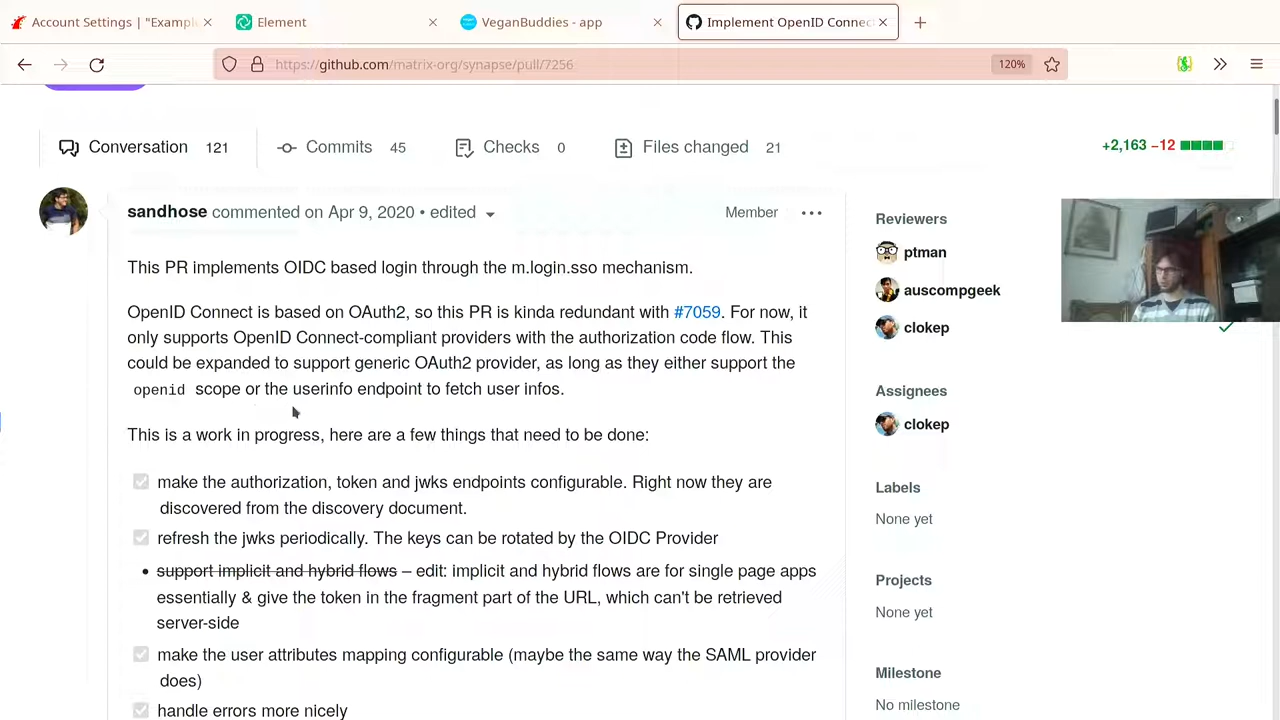 Account Settings | "Example
Element
VeganBuddies - app
Implement OpenID Connec
https://github.com/matrix-org/synapse/pull/7256
120%
Conversation 121
Commits 45
Checks 0
Files changed 21
+2,163 −12
sandhose commented on Apr 9, 2020 • edited
Member
This PR implements OIDC based login through the m.login.sso mechanism.
OpenID Connect is based on OAuth2, so this PR is kinda redundant with #7059. For now, it
only supports OpenID Connect-compliant providers with the authorization code flow. This
could be expanded to support generic OAuth2 provider, as long as they either support the
openid scope or the userinfo endpoint to fetch user infos.
This is a work in progress, here are a few things that need to be done:
make the authorization, token and jwks endpoints configurable. Right now they are
discovered from the discovery document.
refresh the jwks periodically. The keys can be rotated by the OIDC Provider
• support implicit and hybrid flows – edit: implicit and hybrid flows are for single page apps
essentially & give the token in the fragment part of the URL, which can't be retrieved
server-side
make the user attributes mapping configurable (maybe the same way the SAML provider
does)
handle errors more nicely
Reviewers
ptman
auscompgeek
clokep
Assignees
clokep
Labels
None yet
Projects
None yet
Milestone
No milestone